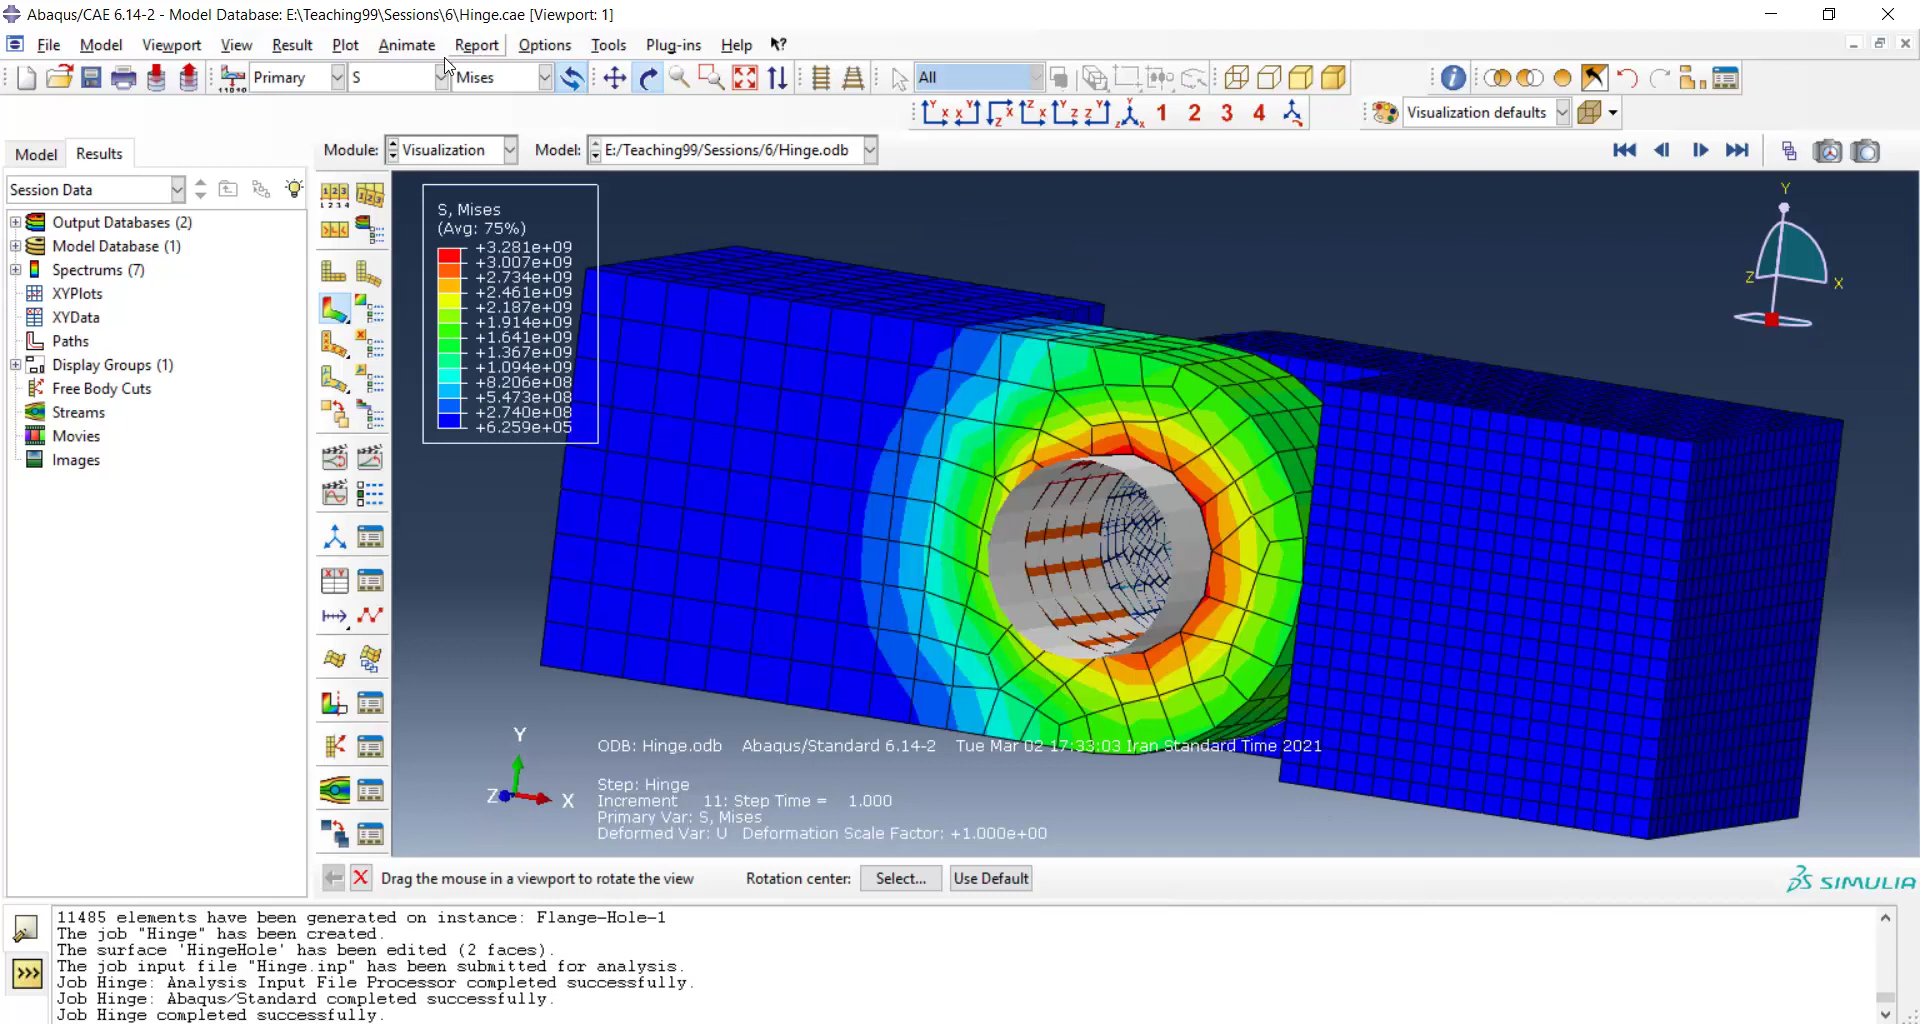 Abaqus/CAE 6.14-2 - Model Database: E:\Teaching99\Sessions\6\Hinge.cae [Viewport: 1]
File Model Viewport View Result Plot Animate Report Options Tools Plug-ins Help
Primary S Mises All
1 2 3 4 Visualization defaults
Model Results Module: Visualization Model: E:/Teaching99/Sessions/6/Hinge.odb
Session Data
Output Databases (2)
Model Database (1)
Spectrums (7)
XYPlots
XYData
Paths
Display Groups (1)
Free Body Cuts
Streams
Movies
Images
S, Mises
(Avg: 75%)
+3.281e+09
+3.007e+09
+2.734e+09
+2.461e+09
+2.187e+09
+1.914e+09
+1.641e+09
+1.367e+09
+1.094e+09
+8.206e+08
+5.473e+08
+2.740e+08
+6.259e+05
Y
Z
X
Y
Z
X
ODB: Hinge.odb Abaqus/Standard 6.14-2 Tue Mar 02 17:33:03 Iran Standard Time 2021
Step: Hinge
Increment 11: Step Time = 1.000
Primary Var: S, Mises
Deformed Var: U Deformation Scale Factor: +1.000e+00
Drag the mouse in a viewport to rotate the view Rotation center: Select... Use Default
SIMULIA
11485 elements have been generated on instance: Flange-Hole-1
The job "Hinge" has been created.
The surface 'HingeHole' has been edited (2 faces).
The job input file "Hinge.inp" has been submitted for analysis.
Job Hinge: Analysis Input File Processor completed successfully.
Job Hinge: Abaqus/Standard completed successfully.
Job Hinge completed successfully.